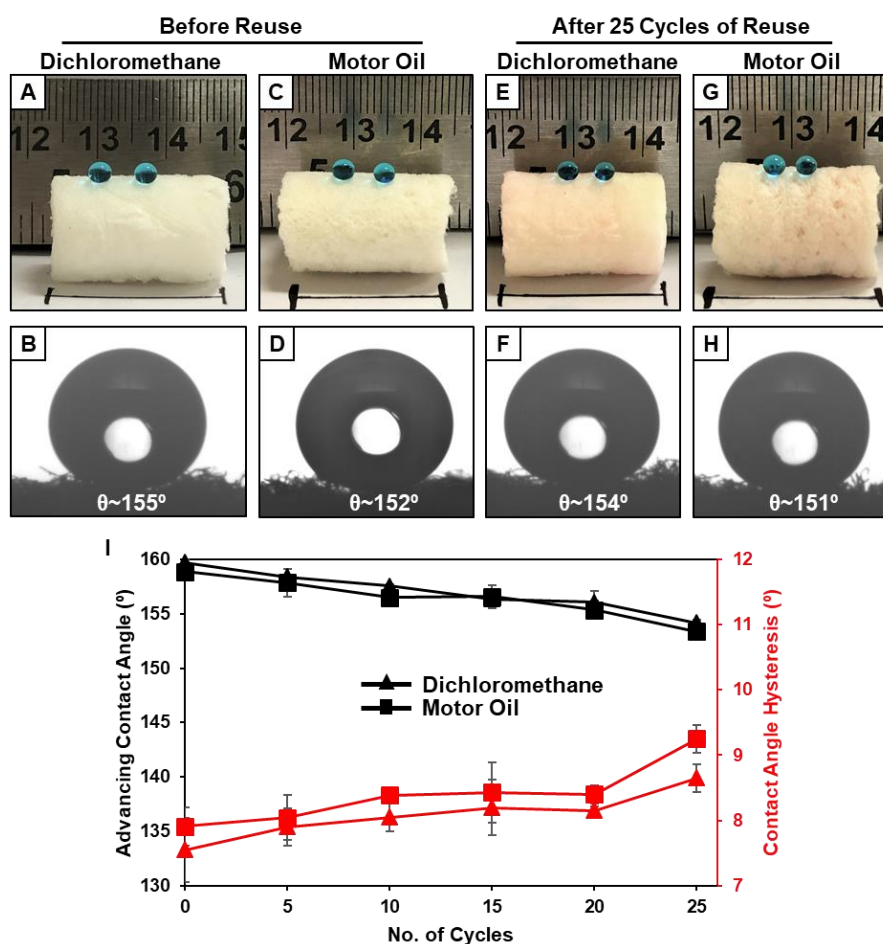 Before Reuse
After 25 Cycles of Reuse
Dichloromethane
Motor Oil
Dichloromethane
Motor Oil
A
C
E
G
12 13 14 15
12 13 14
12 13 14
12 13 14
6
B
D
F
H
θ~155º
θ~152º
θ~154º
θ~151º
I
Advancing Contact Angle (º)
160
155
150
145
140
135
130
Dichloromethane
Motor Oil
12
11
10
9
8
7
Contact Angle Hysteresis (º)
0 5 10 15 20 25
No. of Cycles